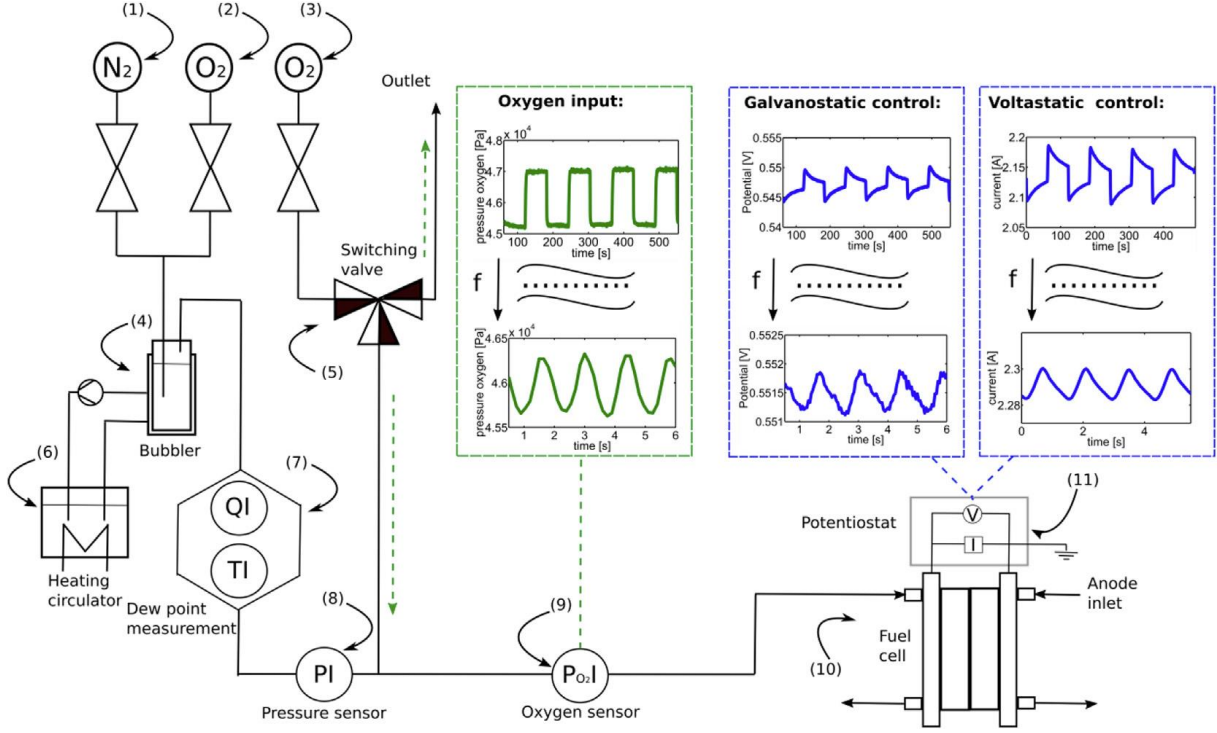 (1)
(2)
(3)
N2
O2
O2
Outlet
Switching
valve
(4)
(5)
Bubbler
(6)
(7)
QI
TI
Heating
circulator
Dew point
measurement
(8)
PI
Pressure sensor
(9)
PO2I
Oxygen sensor
Oxygen input:
x 10^4
4.8
4.7
4.6
4.5
pressure oxygen [Pa]
100 200 300 400 500
time [s]
f
x 10^4
4.65
4.6
4.55
pressure oxygen [Pa]
1 2 3 4 5 6
time [s]
Galvanostatic control:
0.555
0.55
0.545
0.54
Potential [V]
100 200 300 400 500
time [s]
f
0.5525
0.552
0.5515
0.551
Potential [V]
1 2 3 4 5 6
time [s]
Voltastatic control:
2.2
2.15
2.1
2.05
current [A]
0 100 200 300 400
time [s]
f
2.3
2.28
2.26
current [A]
0 2 4
time [s]
(11)
Potentiostat
V
I
Anode
inlet
Fuel
cell
(10)